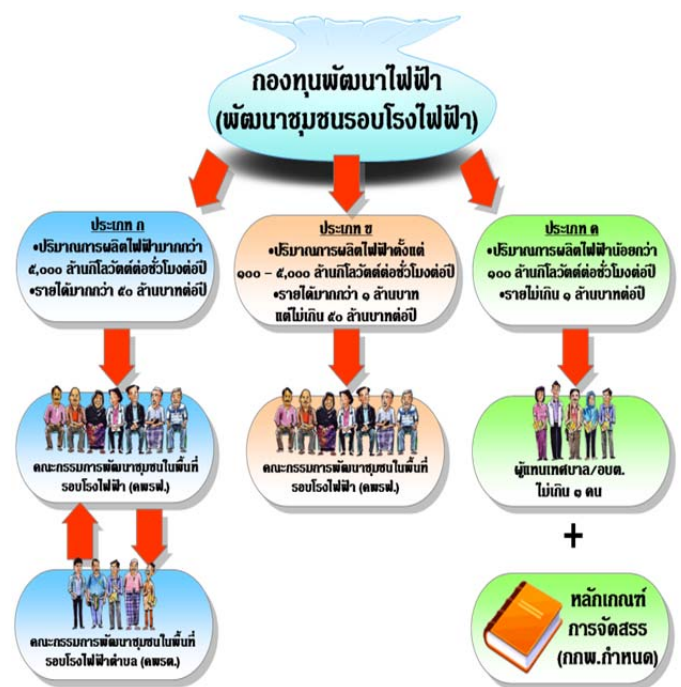 กองทุนพัฒนาไฟฟ้า
(พัฒนาชุมชนรอบโรงไฟฟ้า)
ประเภท ก
•ปริมาณการผลิตไฟฟ้ามากกว่า
๕,๐๐๐ ล้านกิโลวัตต์ต่อชั่วโมงต่อปี
•รายได้มากกว่า ๕๐ ล้านบาทต่อปี
ประเภท ข
•ปริมาณการผลิตไฟฟ้าตั้งแต่
๑๐๐ – ๕,๐๐๐ ล้านกิโลวัตต์ต่อชั่วโมงต่อปี
•รายได้มากกว่า ๑ ล้านบาท
แต่ไม่เกิน ๕๐ ล้านบาทต่อปี
ประเภท ค
•ปริมาณการผลิตไฟฟ้าน้อยกว่า
๑๐๐ ล้านกิโลวัตต์ต่อชั่วโมงต่อปี
•รายไม่เกิน ๑ ล้านบาทต่อปี
คณะกรรมการพัฒนาชุมชนในพื้นที่
รอบโรงไฟฟ้า (คพรฟ.)
คณะกรรมการพัฒนาชุมชนในพื้นที่
รอบโรงไฟฟ้า (คพรฟ.)
ผู้แทนเทศบาล/อบต.
ไม่เกิน ๑ คน
+
คณะกรรมการพัฒนาชุมชนในพื้นที่
รอบโรงไฟฟ้าตำบล (คพรต.)
หลักเกณฑ์
การจัดสรร
(กกพ.กำหนด)